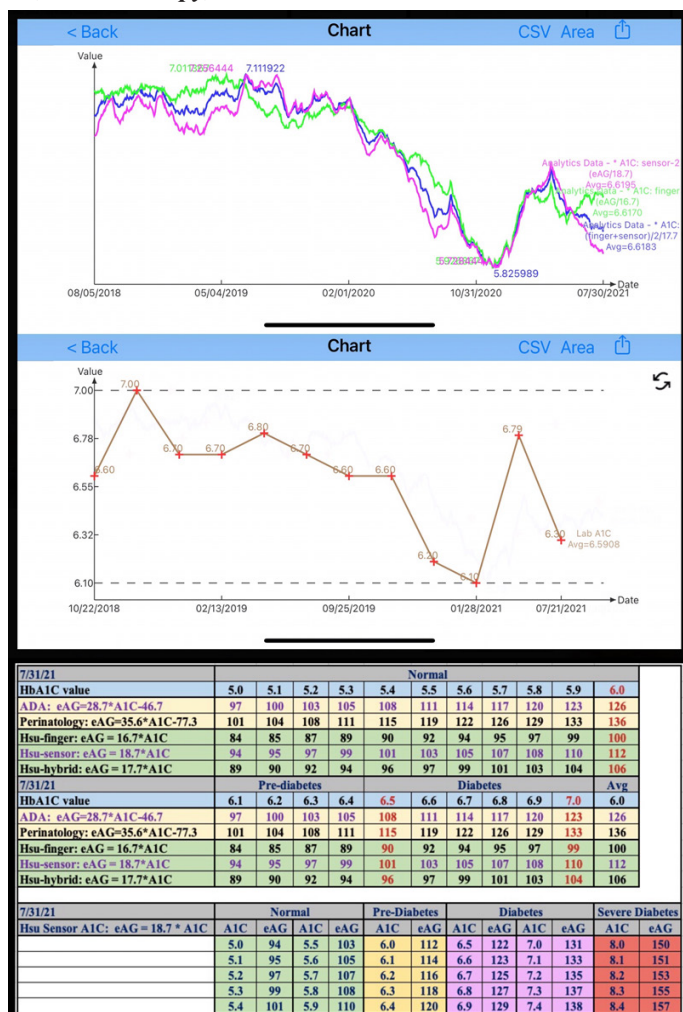 < Back Chart CSV Area
Value
7.111922
Analytics Data - * A1C: sensor-2
(eAG/18.7)
Avg=6.6195
Analytics Data - * A1C: finger
(eAG/16.7)
Avg=6.6170
Analytics Data - * A1C:
(finger+sensor)/2/17.7
Avg=6.6183
5.825989
Date
08/05/2018 05/04/2019 02/01/2020 10/31/2020 07/30/2021
< Back Chart CSV Area
Value
7.00 7.00
6.78 6.80 6.79
6.60 6.70 6.70 6.70 6.60 6.60
6.55
6.32 6.20 6.30 Lab A1C
Avg=6.5908
6.10 6.10
Date
10/22/2018 02/13/2019 09/25/2019 01/28/2021 07/21/2021
7/31/21 Normal
HbA1C value 5.0 5.1 5.2 5.3 5.4 5.5 5.6 5.7 5.8 5.9 6.0
ADA: eAG=28.7*A1C-46.7 97 100 103 105 108 111 114 117 120 123 126
Perinatology: eAG=35.6*A1C-77.3 101 104 108 111 115 119 122 126 129 133 136
Hsu-finger: eAG = 16.7*A1C 84 85 87 89 90 92 94 95 97 99 100
Hsu-sensor: eAG = 18.7*A1C 94 95 97 99 101 103 105 107 108 110 112
Hsu-hybrid: eAG = 17.7*A1C 89 90 92 94 96 97 99 101 103 104 106
7/31/21 Pre-diabetes Diabetes Avg
HbA1C value 6.1 6.2 6.3 6.4 6.5 6.6 6.7 6.8 6.9 7.0 6.0
ADA: eAG=28.7*A1C-46.7 97 100 103 105 108 111 114 117 120 123 126
Perinatology: eAG=35.6*A1C-77.3 101 104 108 111 115 119 122 126 129 133 136
Hsu-finger: eAG = 16.7*A1C 84 85 87 89 90 92 94 95 97 99 100
Hsu-sensor: eAG = 18.7*A1C 94 95 97 99 101 103 105 107 108 110 112
Hsu-hybrid: eAG = 17.7*A1C 89 90 92 94 96 97 99 101 103 104 106
7/31/21 Normal Pre-Diabetes Diabetes Severe Diabetes
Hsu Sensor A1C: eAG = 18.7 * A1C A1C eAG A1C eAG A1C eAG A1C eAG A1C eAG A1C eAG
5.0 94 5.5 103 6.0 112 6.5 122 7.0 131 8.0 150
5.1 95 5.6 105 6.1 114 6.6 123 7.1 133 8.1 151
5.2 97 5.7 107 6.2 116 6.7 125 7.2 135 8.2 153
5.3 99 5.8 108 6.3 118 6.8 127 7.3 137 8.3 155
5.4 101 5.9 110 6.4 120 6.9 129 7.4 138 8.4 157